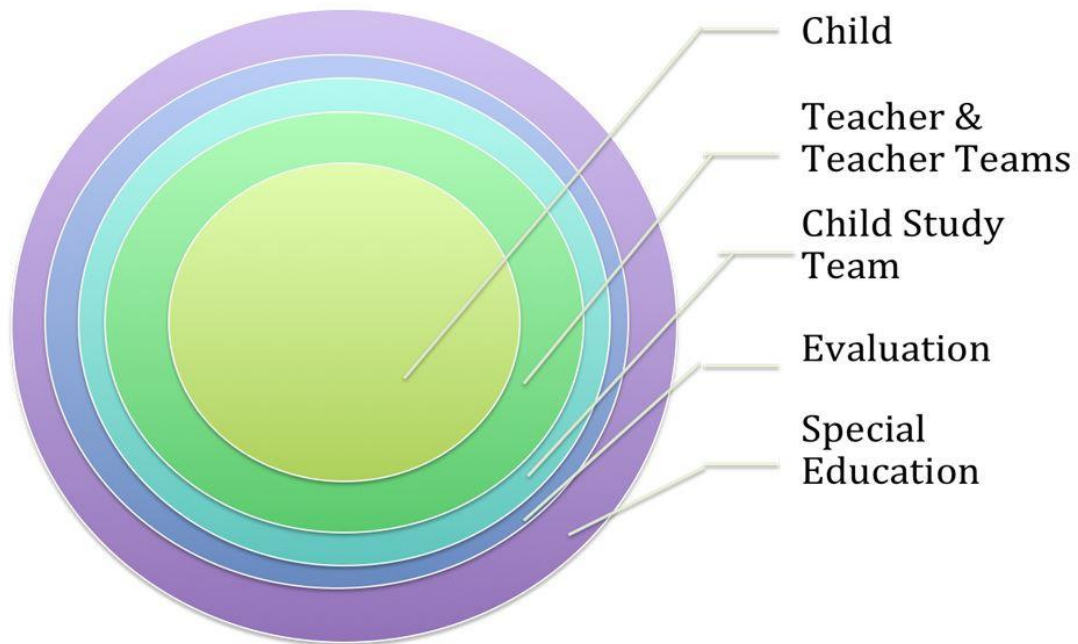 Child
Teacher &
Teacher Teams
Child Study
Team
Evaluation
Special
Education